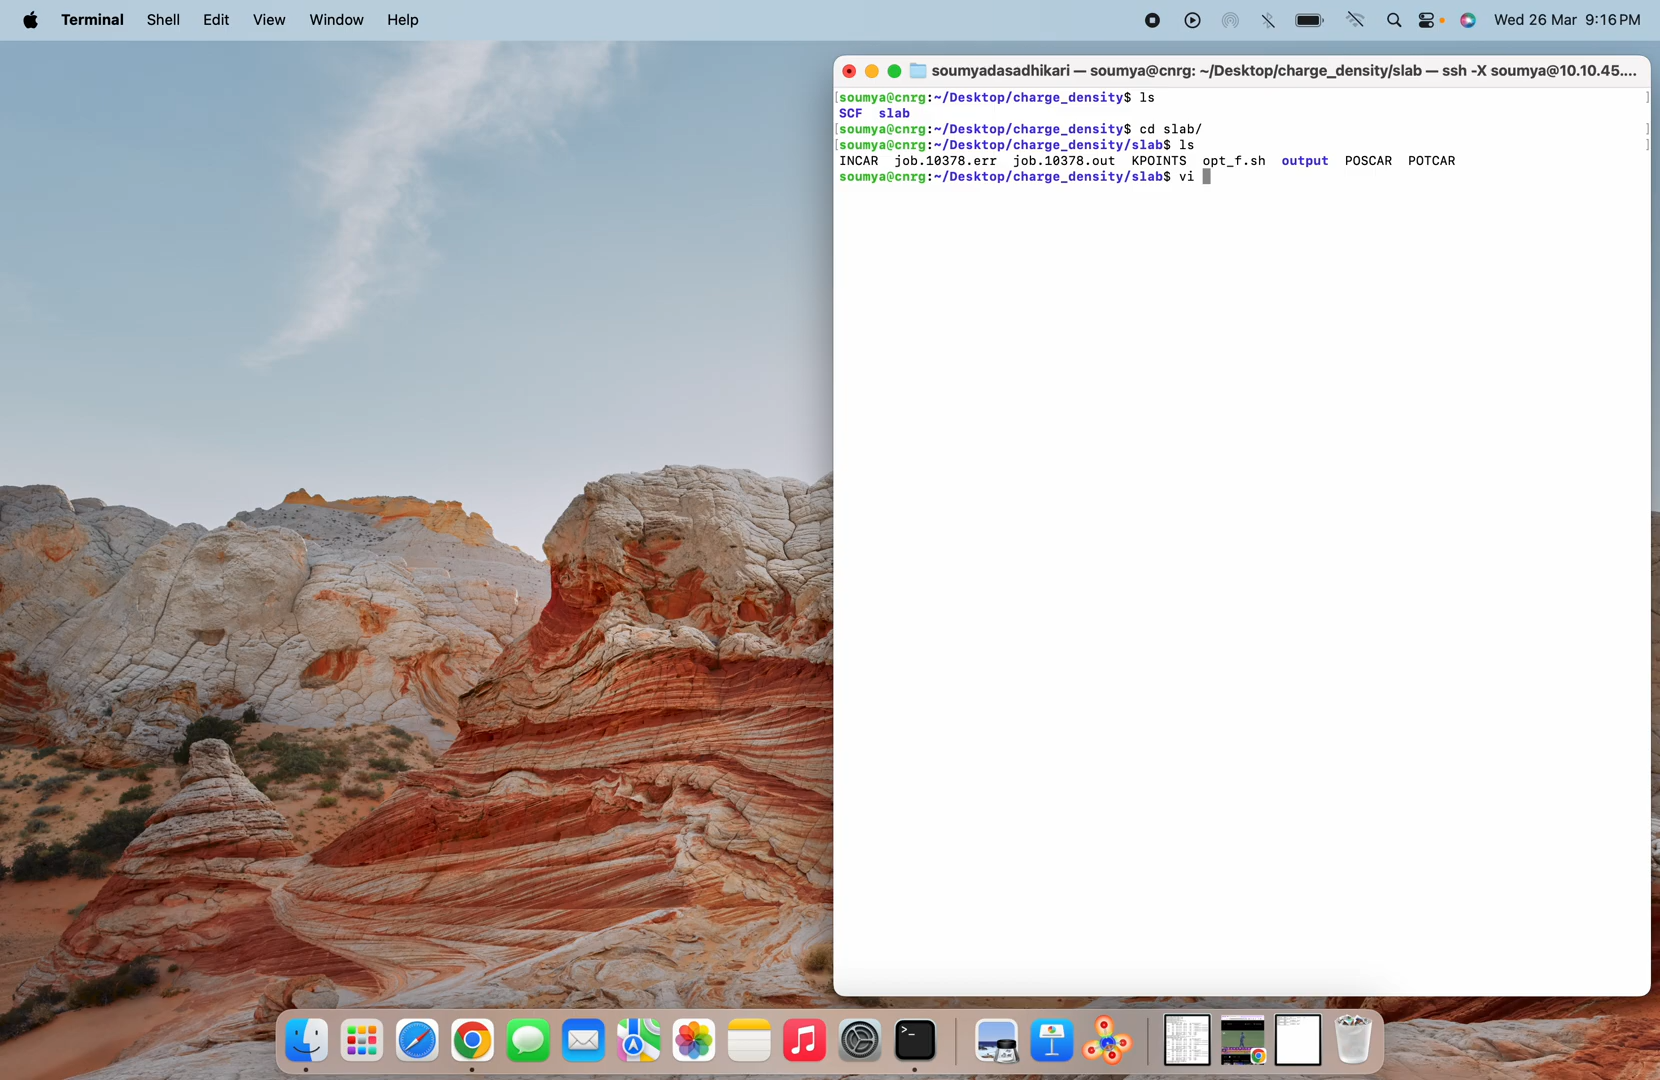 Terminal Shell Edit View Window Help Wed 26 Mar 9:16 PM
soumyadasadhikari — soumya@cnrg: ~/Desktop/charge_density/slab — ssh -X soumya@10.10.45....
[soumya@cnrg:~/Desktop/charge_density$ ls ]
SCF slab
[soumya@cnrg:~/Desktop/charge_density$ cd slab/ ]
[soumya@cnrg:~/Desktop/charge_density/slab$ ls ]
INCAR job.10378.err job.10378.out KPOINTS opt_f.sh output POSCAR POTCAR
soumya@cnrg:~/Desktop/charge_density/slab$ vi
>_